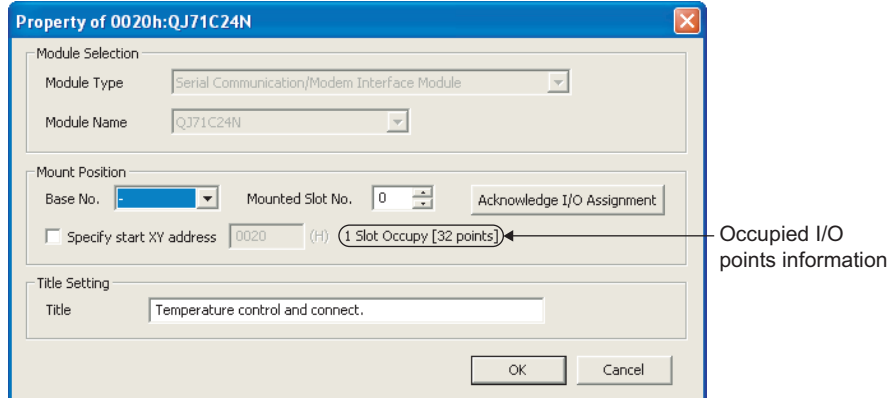 Property of 0020h:QJ71C24N
Module Selection
Module Type Serial Communication/Modem Interface Module
Module Name QJ71C24N
Mount Position
Base No. - Mounted Slot No. 0 Acknowledge I/O Assignment
Specify start XY address 0020 (H) 1 Slot Occupy [32 points]
Occupied I/O
points information
Title Setting
Title Temperature control and connect.
OK Cancel